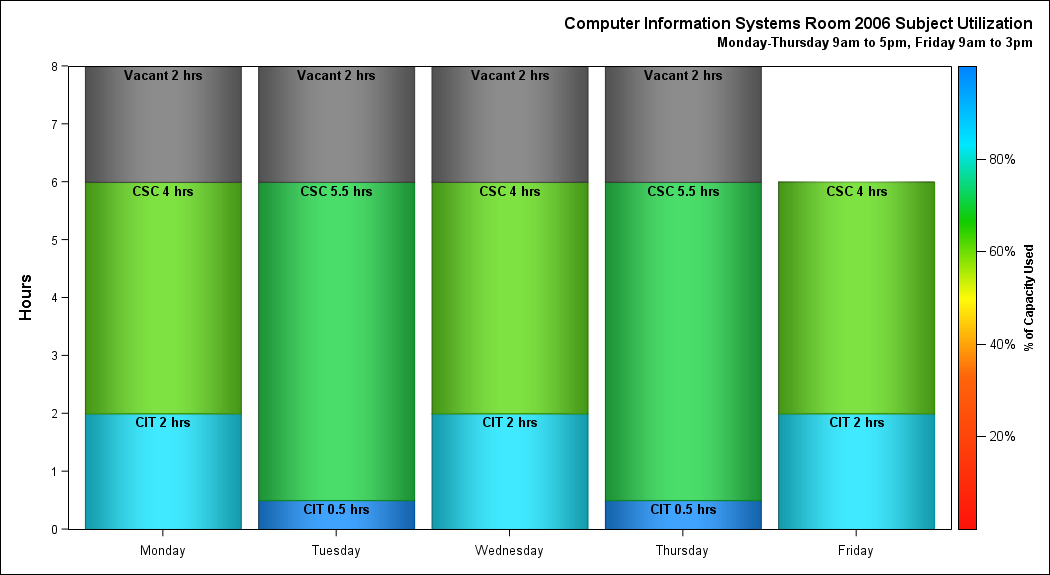 Computer Information Systems Room 2006 Subject Utilization
Monday-Thursday 9am to 5pm, Friday 9am to 3pm
Hours
8
7
6
5
4
3
2
1
0
Vacant 2 hrs
CSC 4 hrs
CIT 2 hrs
Vacant 2 hrs
CSC 5.5 hrs
CIT 0.5 hrs
Vacant 2 hrs
CSC 4 hrs
CIT 2 hrs
Vacant 2 hrs
CSC 5.5 hrs
CIT 0.5 hrs
CSC 4 hrs
CIT 2 hrs
Monday
Tuesday
Wednesday
Thursday
Friday
80%
60%
40%
20%
% of Capacity Used